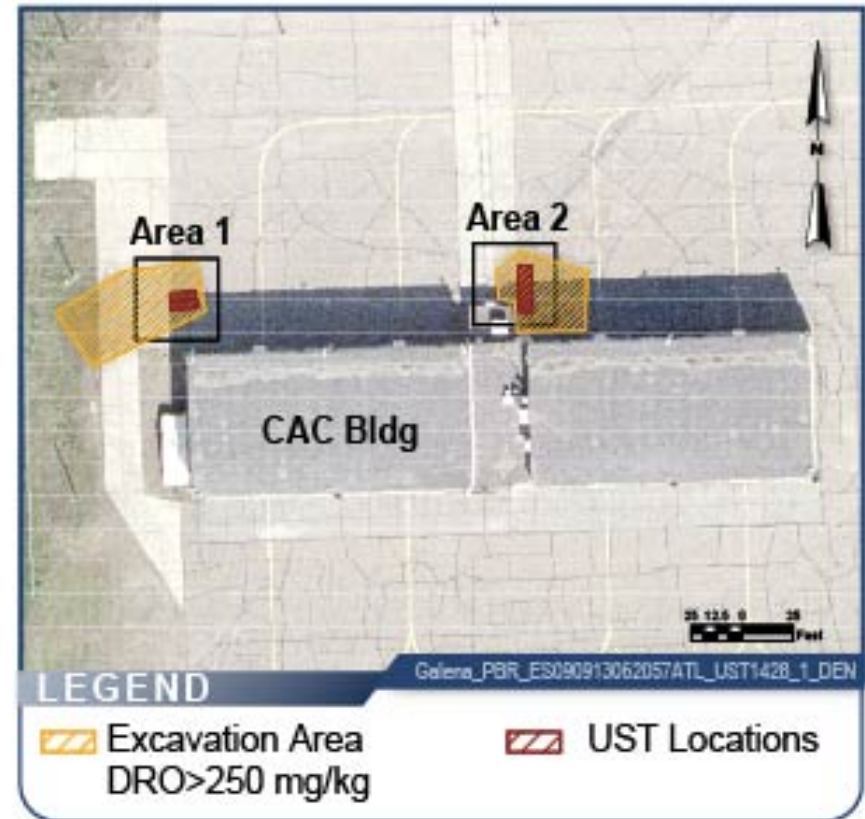 N
Area 1
Area 2
CAC Bldg
25 12.5 0 25
Feet
Galena_PBR_ES090913062057ATL_UST1428_1_DEN
LEGEND
Excavation Area
DRO>250 mg/kg
UST Locations